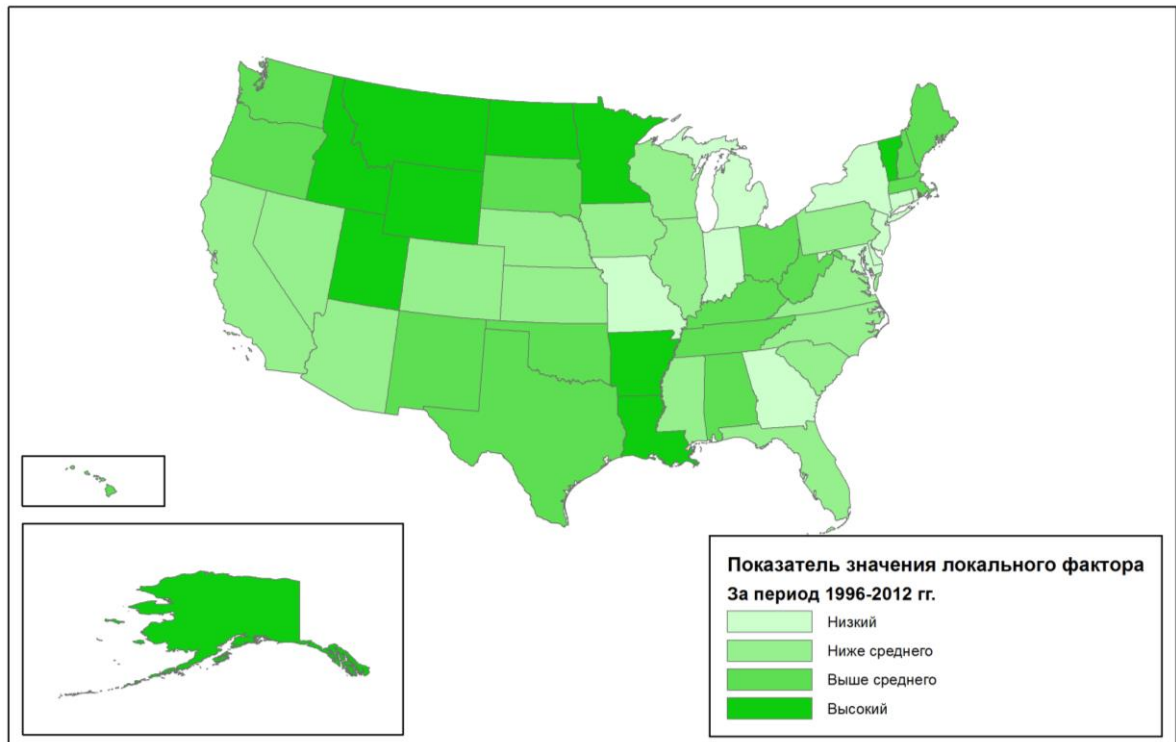 Показатель значения локального фактора
За период 1996-2012 гг.
Низкий
Ниже среднего
Выше среднего
Высокий